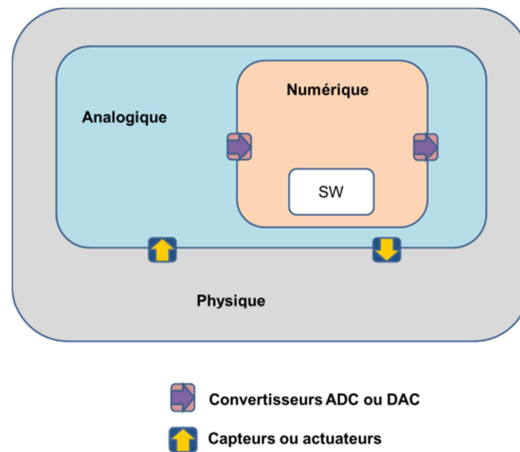 Numérique
Analogique
SW
Physique
Convertisseurs ADC ou DAC
Capteurs ou actuateurs